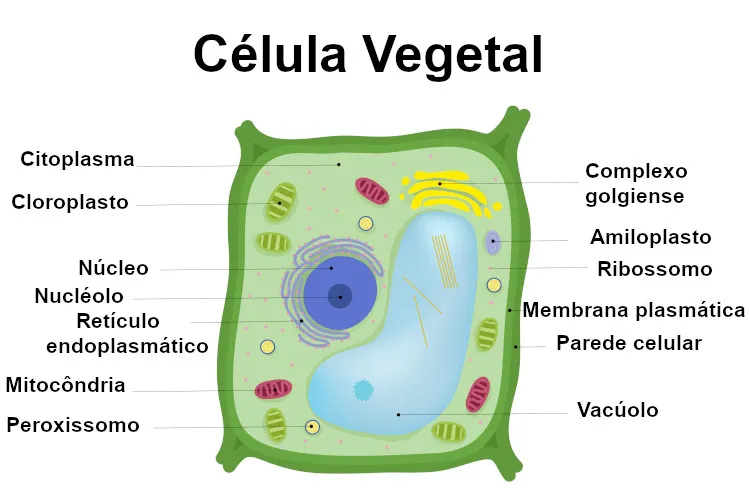 Célula Vegetal
Citoplasma
Cloroplasto
Núcleo
Nucléolo
Retículo
endoplasmático
Mitocôndria
Peroxissomo
Complexo
golgiense
Amiloplasto
Ribossomo
Membrana plasmática
Parede celular
Vacúolo